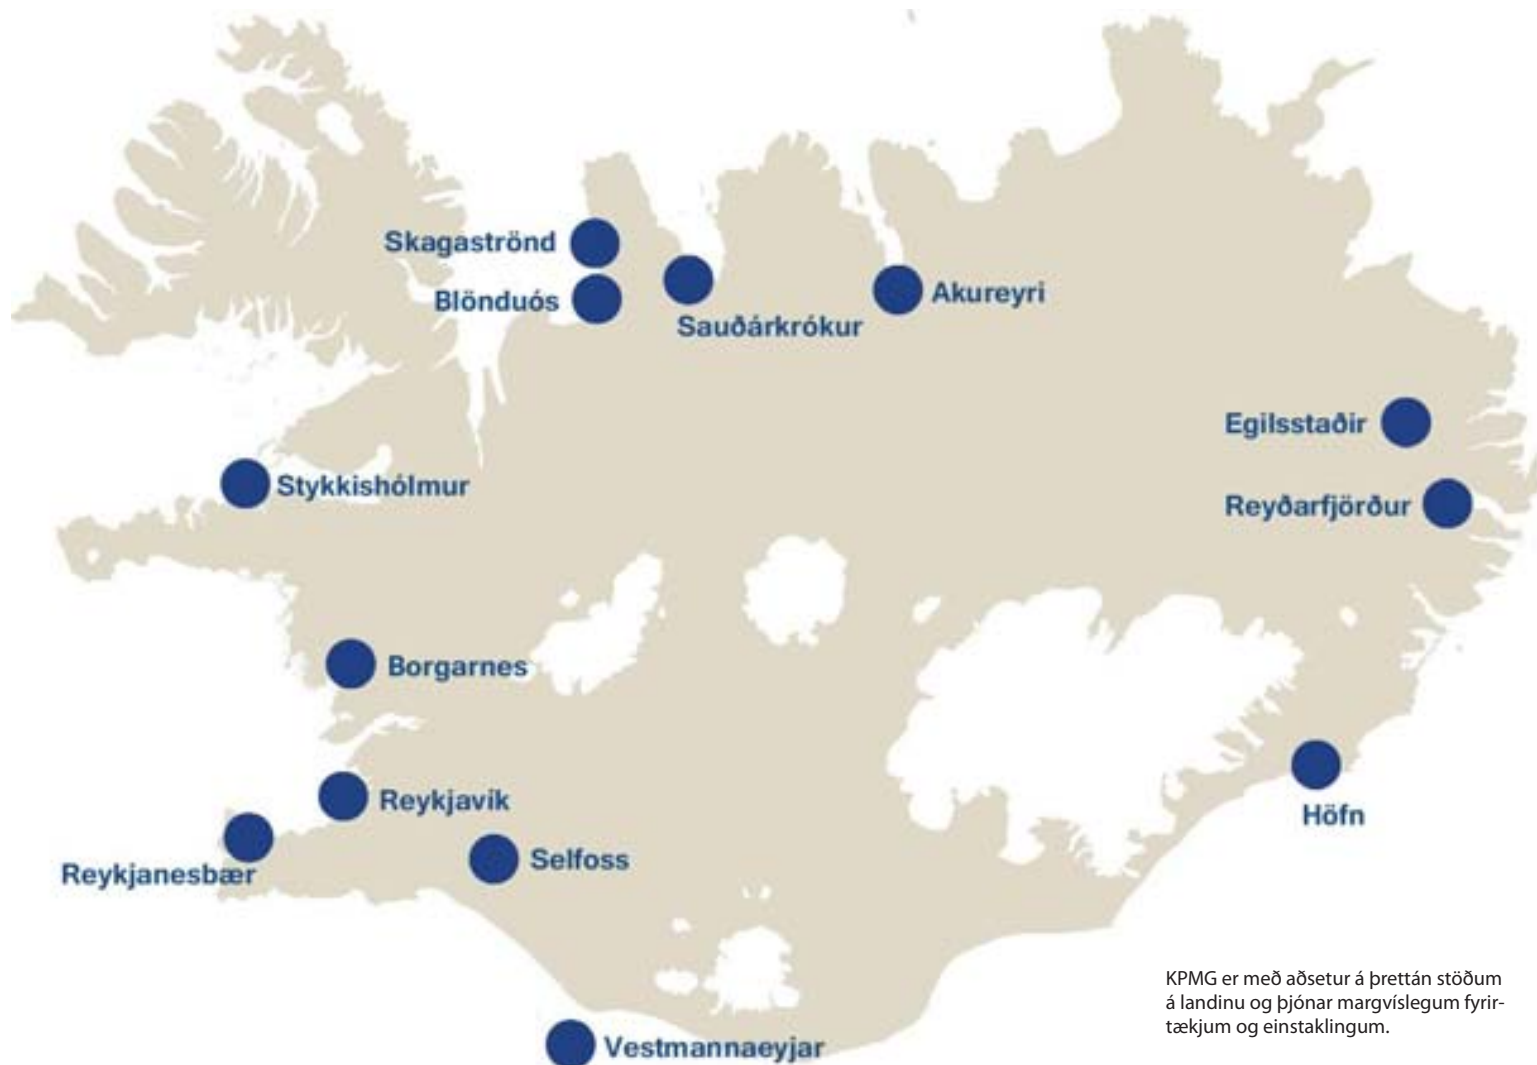 Skagaströnd
Blönduós
Sauðárkrókur
Akureyri
Egilsstaðir
Reyðarfjörður
Stykkishólmur
Borgarnes
Reykjavík
Reykjanesbær
Selfoss
Höfn
Vestmannaeyjar
KPMG er með aðsetur á þrettán stöðum
á landinu og þjónar margvíslegum fyrir-
tækjum og einstaklingum.